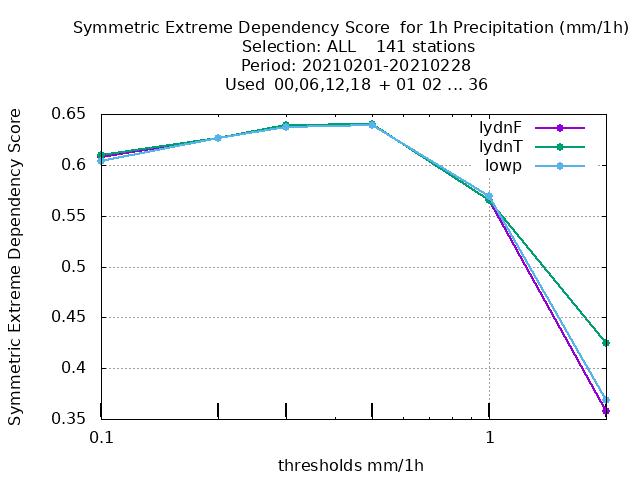 Symmetric Extreme Dependency Score for 1h Precipitation (mm/1h)
Selection: ALL 141 stations
Period: 20210201-20210228
Used 00,06,12,18 + 01 02 ... 36
Symmetric Extreme Dependency Score
0.65
0.6
0.55
0.5
0.45
0.4
0.35
lydnF
lydnT
lowp
0.1
1
thresholds mm/1h